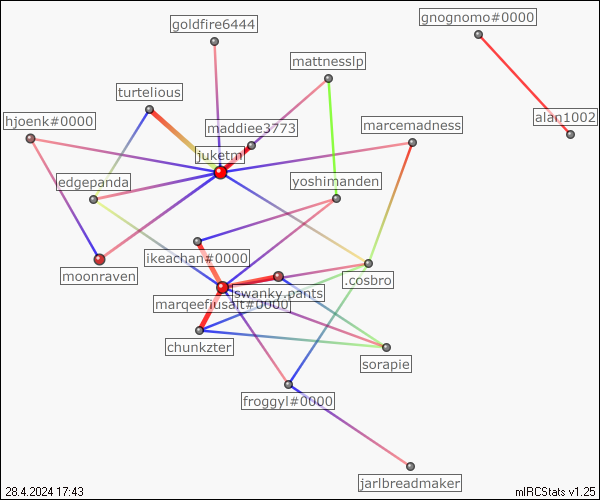 gnognomo#0000
goldfire6444
mattnesslp
turtelious
hjoenk#0000
alan1002
maddiee3773
marcemadness
juketm
edgepanda
yoshimanden
ikeachan#0000
moonraven
.cosbro
swanky.pants
marqeefiusalt#0000
chunkzter
sorapie
froggyl#0000
jarlbreadmaker
28.4.2024 17:43
mIRCStats v1.25